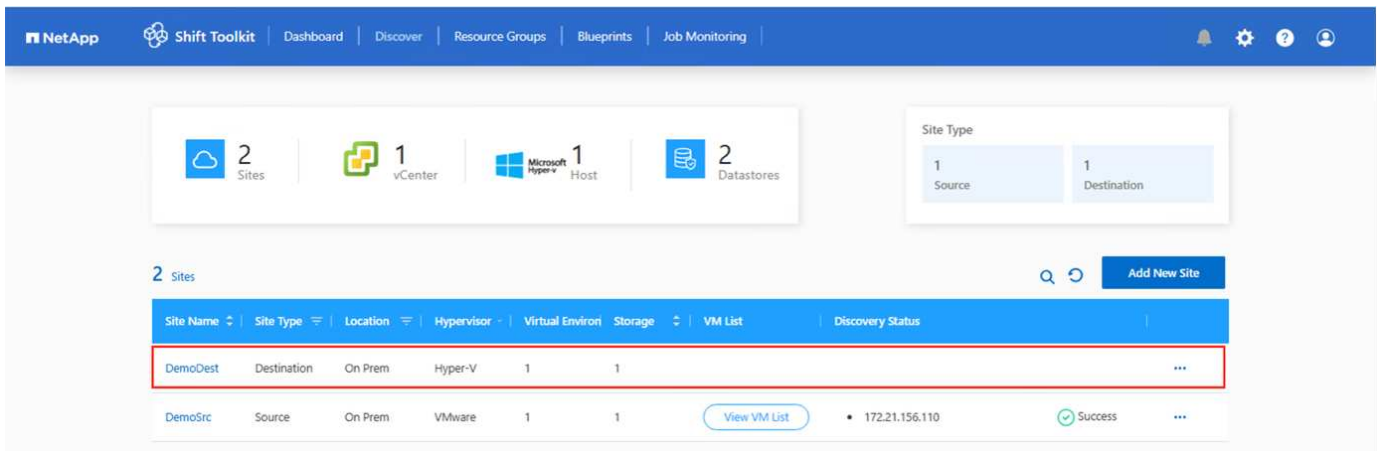 NetApp Shift Toolkit Dashboard Discover Resource Groups Blueprints Job Monitoring
2 Sites
1 vCenter
Microsoft Hyper-V 1 Host
2 Datastores
Site Type
1 Source
1 Destination
2 Sites Add New Site
Site Name Site Type Location Hypervisor Virtual Environ Storage VM List Discovery Status
DemoDest Destination On Prem Hyper-V 1 1 ...
DemoSrc Source On Prem VMware 1 1 View VM List • 172.21.156.110 Success ...